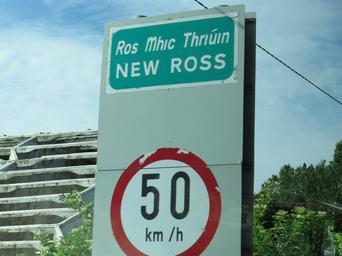 Ros Mhic Thriúin
NEW ROSS
50
km/h